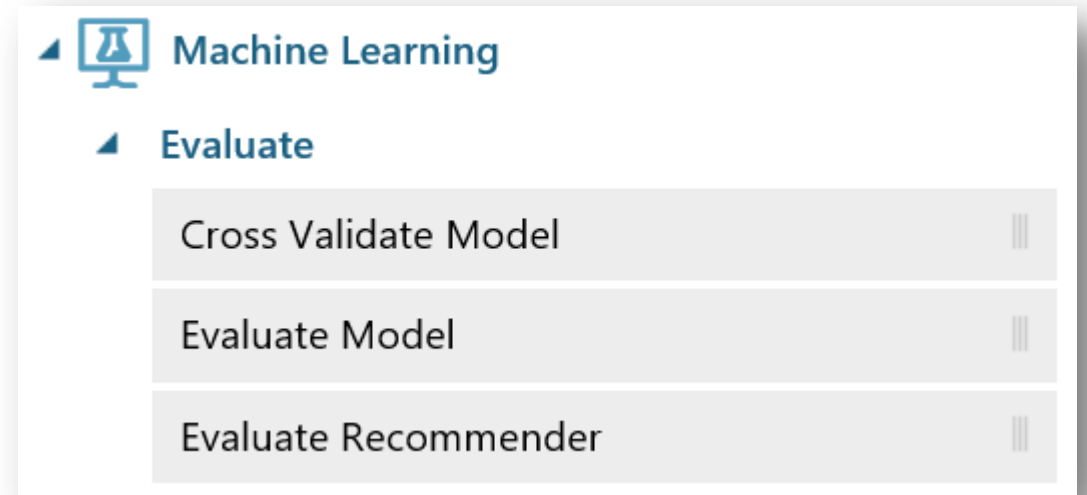 Machine Learning
Evaluate
Cross Validate Model
Evaluate Model
Evaluate Recommender